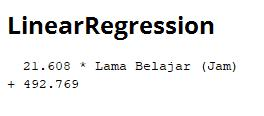 LinearRegression
21.608 * Lama Belajar (Jam)
+ 492.769